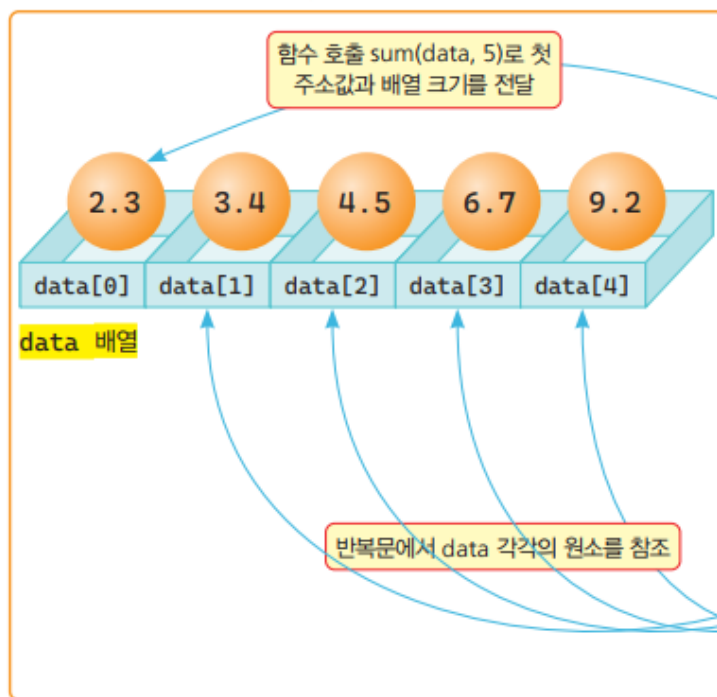 함수 호출 sum(data, 5)로 첫
주소값과 배열 크기를 전달
2.3 3.4 4.5 6.7 9.2
data[0] data[1] data[2] data[3] data[4]
data 배열
반복문에서 data 각각의 원소를 참조